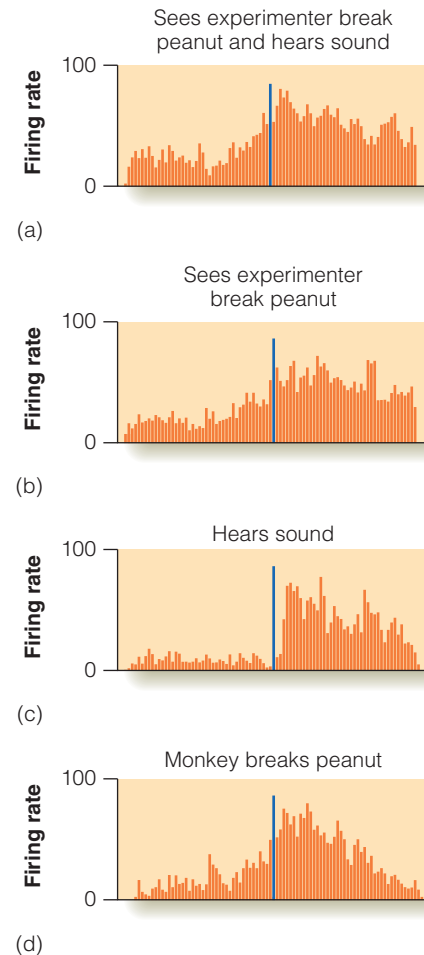 Sees experimenter break
peanut and hears sound
100
Firing rate
0
(a)
Sees experimenter
break peanut
100
Firing rate
0
(b)
Hears sound
100
Firing rate
0
(c)
Monkey breaks peanut
100
Firing rate
0
(d)